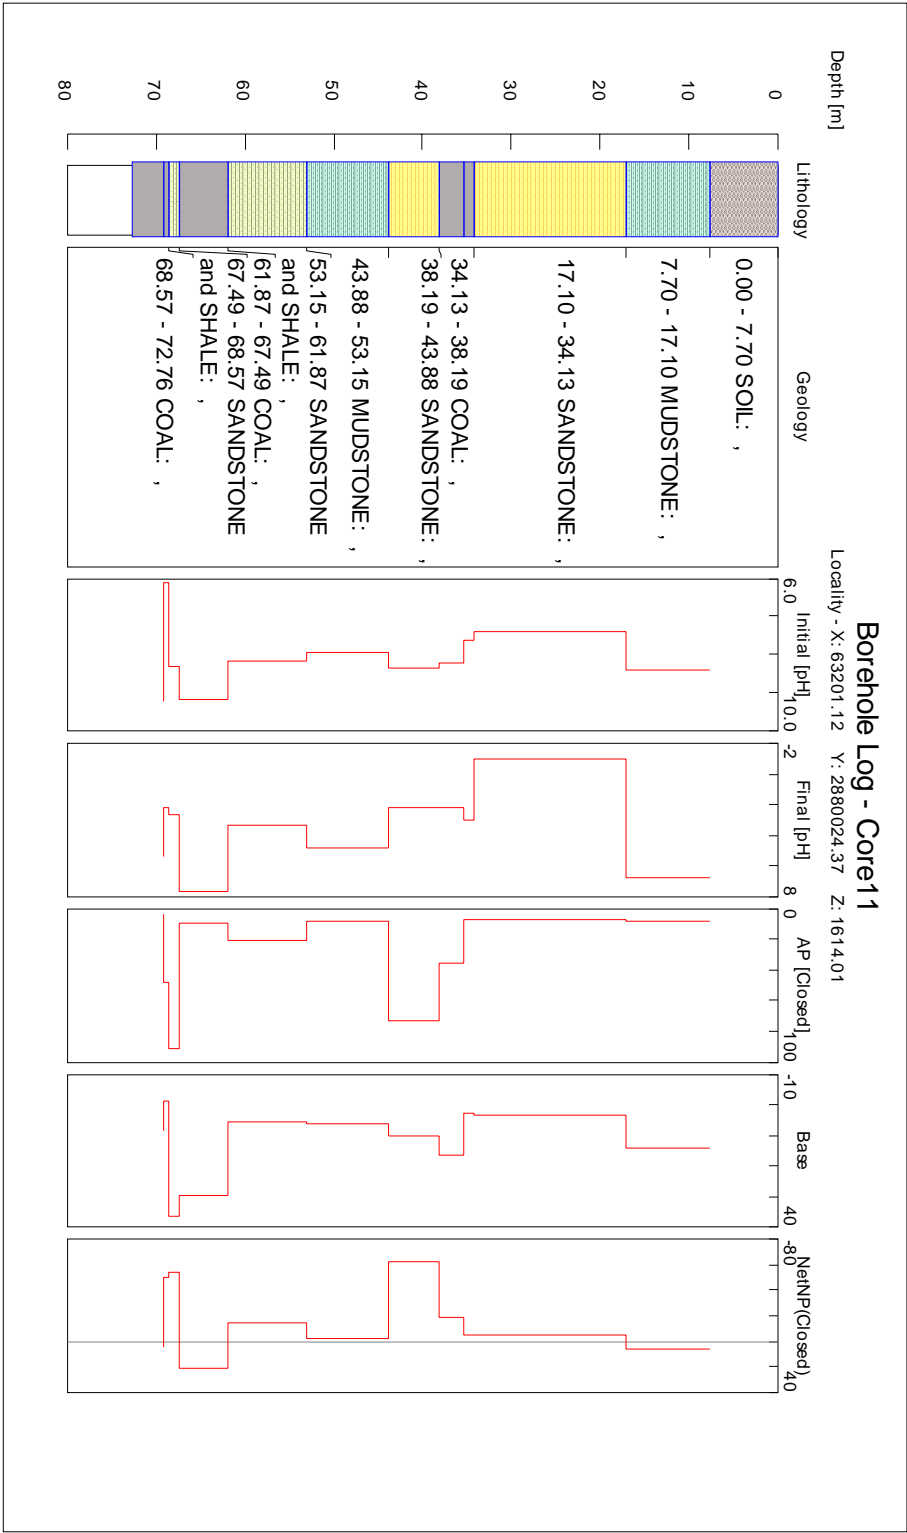 Borehole Log - Core11
Locality - X: 63201.12 Y: 2880024.37 Z: 1614.01
Depth [m]
Lithology
Geology
Initial [pH]
Final [pH]
AP [Closed]
Base
NetNP(Closed)
6.0
10.0
-2
8
0
100
-10
40
-80
40
0
10
20
30
40
50
60
70
80
0.00 - 7.70 SOIL: ,
7.70 - 17.10 MUDSTONE: ,
17.10 - 34.13 SANDSTONE: ,
34.13 - 38.19 COAL: ,
38.19 - 43.88 SANDSTONE: ,
43.88 - 53.15 MUDSTONE: ,
53.15 - 61.87 SANDSTONE
and SHALE: ,
61.87 - 67.49 COAL: ,
67.49 - 68.57 SANDSTONE
and SHALE: ,
68.57 - 72.76 COAL: ,